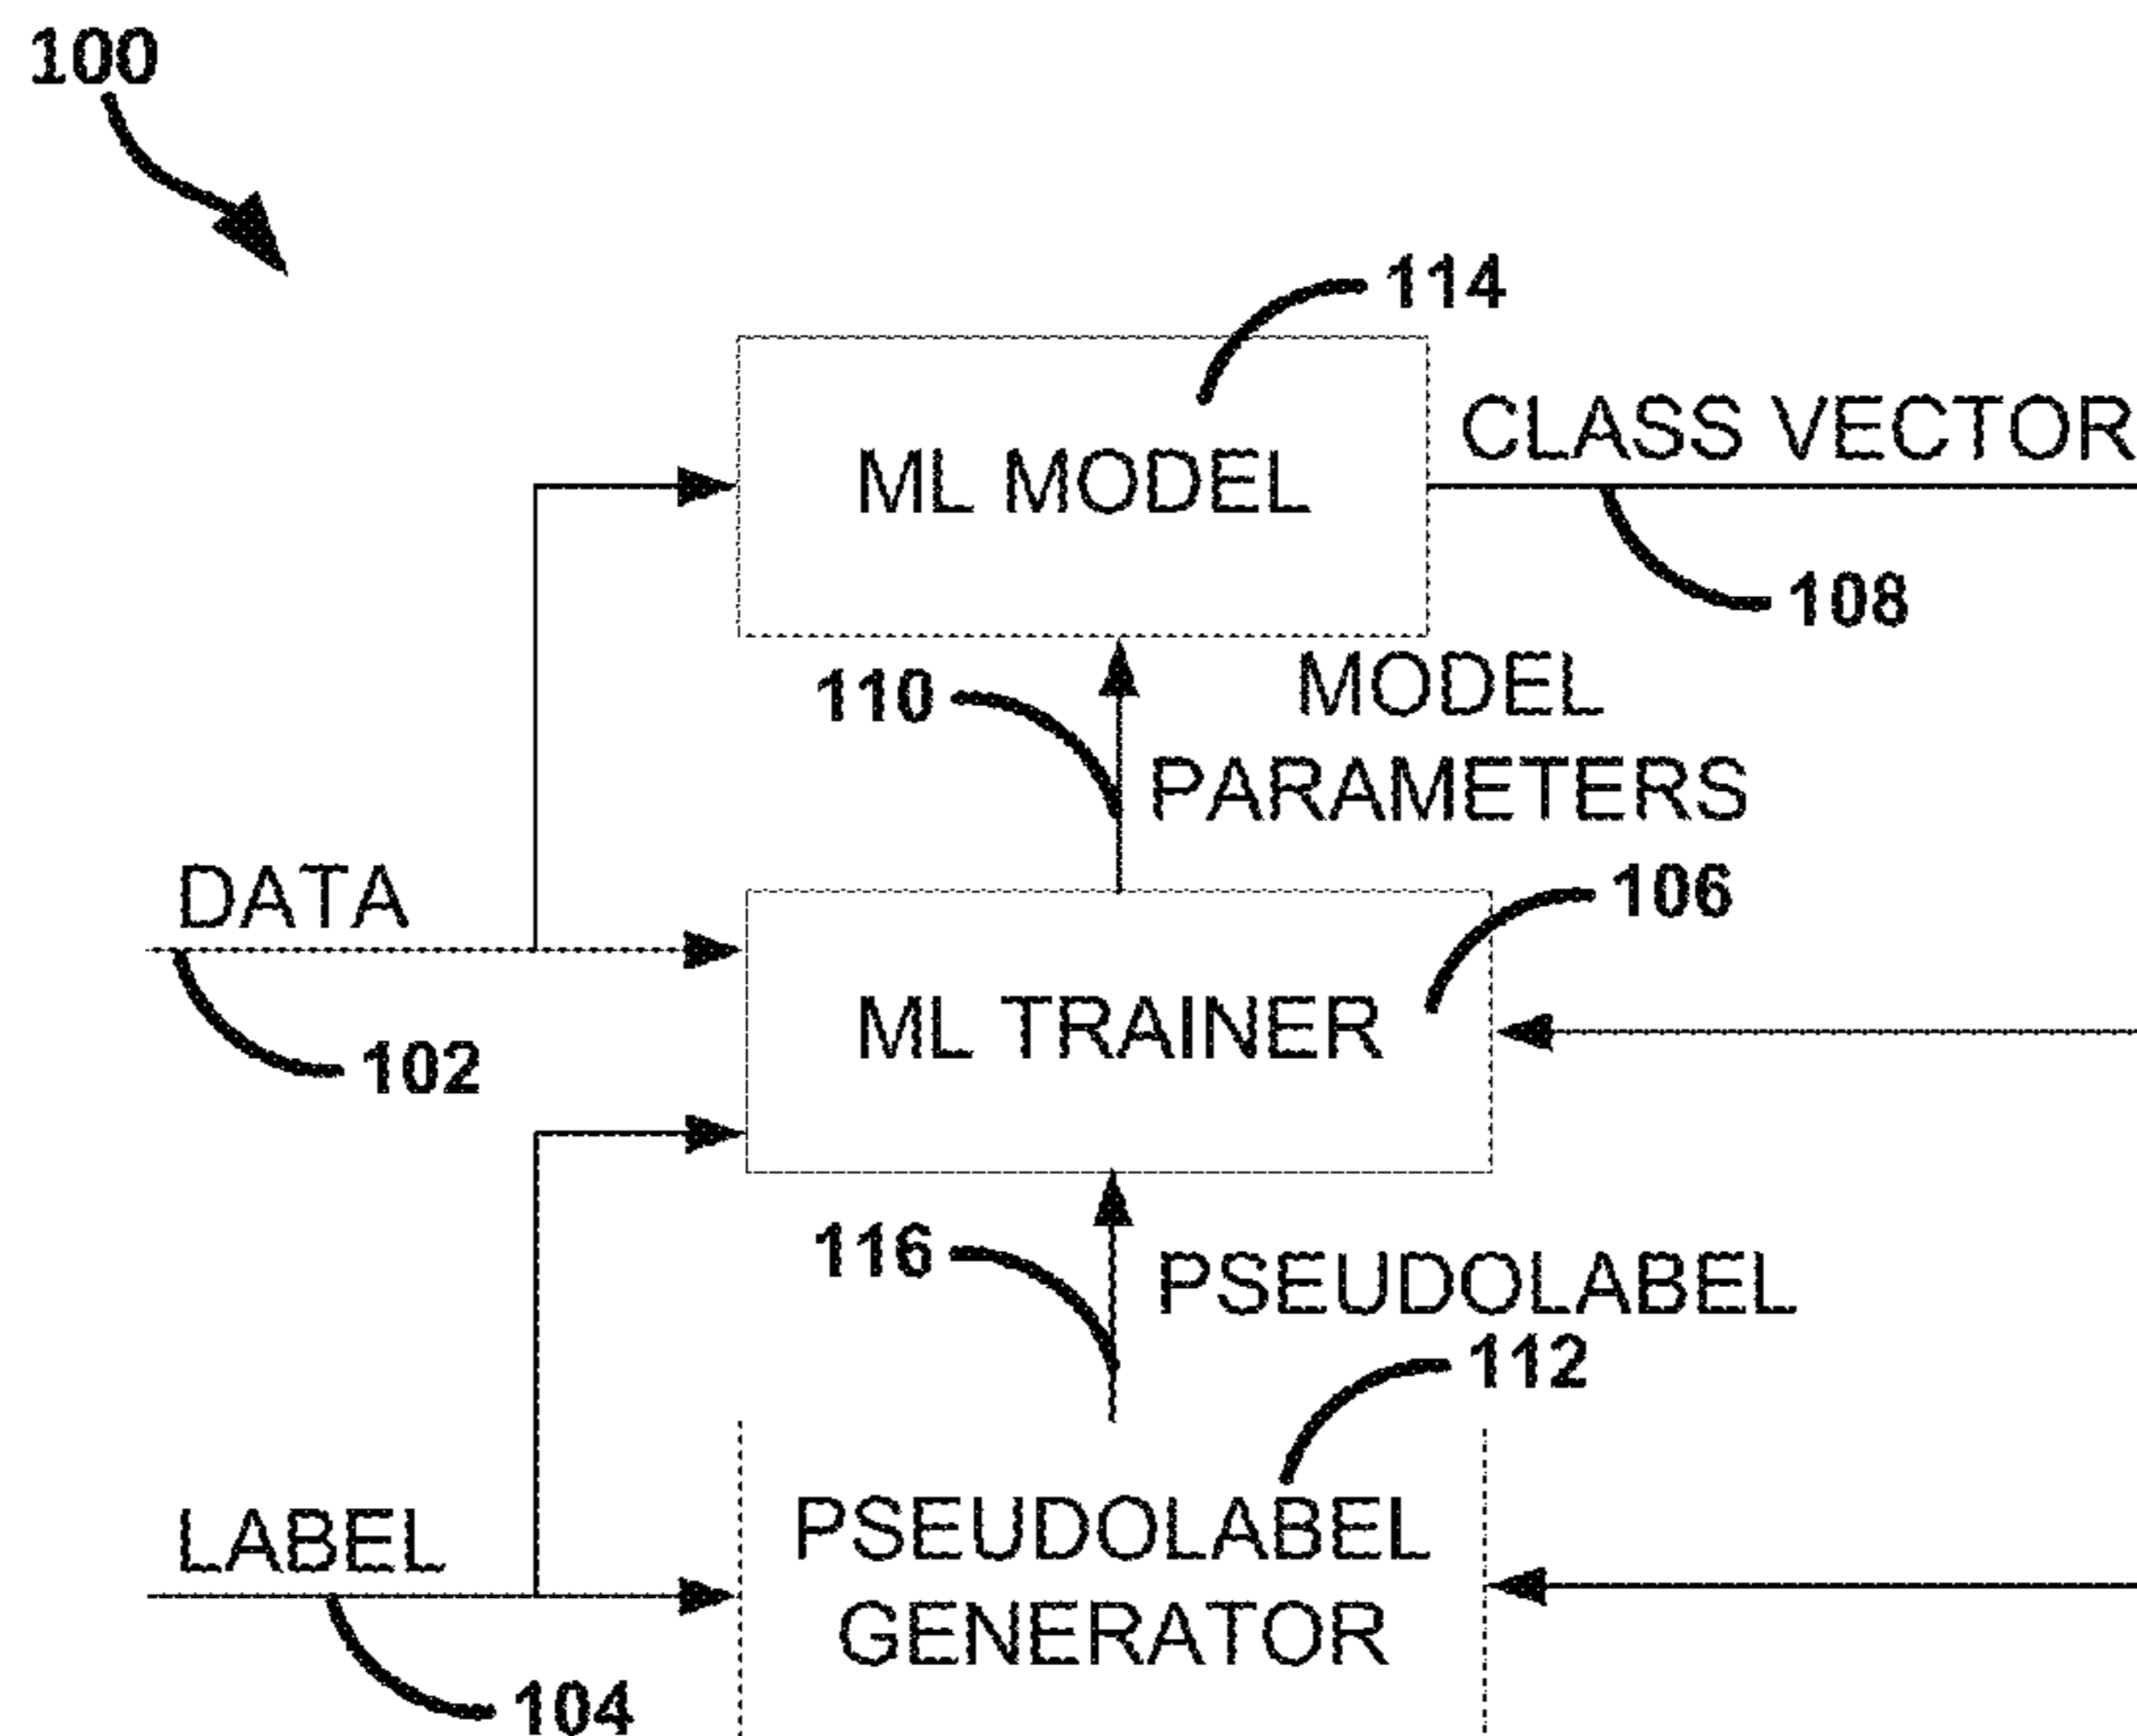 100
114
ML MODEL
CLASS VECTOR
108
110
MODEL
PARAMETERS
DATA
106
102
ML TRAINER
116
PSEUDOLABEL
112
LABEL
PSEUDOLABEL
GENERATOR
104